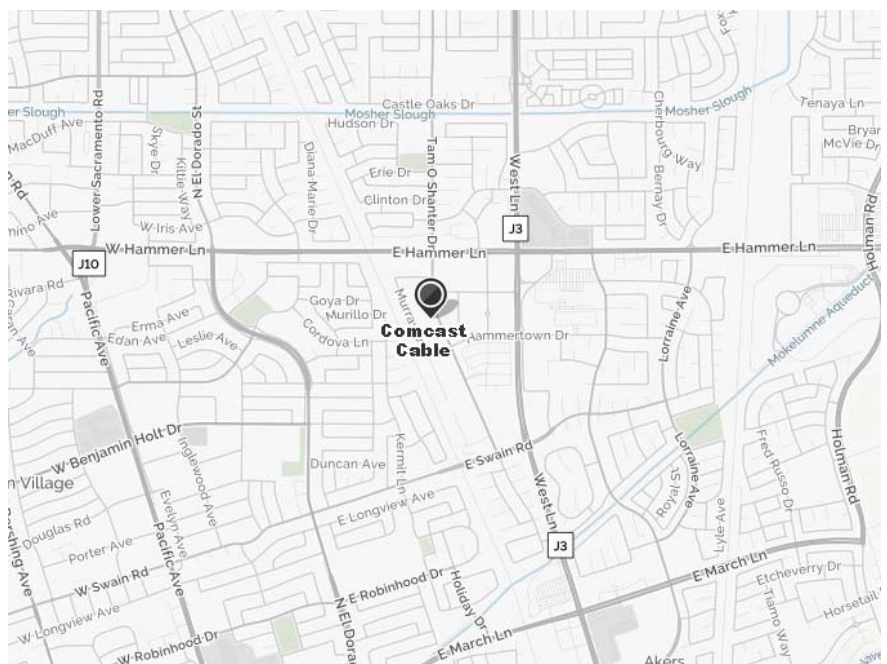 Castle Oaks Dr
Mosher Slough
Mosher Slough
Hudson Dr
Tenaya Ln
MacDuff Ave
Skye Dr
Kittie Way
N El Dorado St
Lower Sacramento Rd
Diana Marie Dr
Erie Dr
Clinton Dr
Tam O Shanter Dr
West Ln
Cherbourg Way
Bernay Dr
McVie Dr
Holman Rd
W Iris Ave
J3
W Hammer Ln
E Hammer Ln
E Hammer Ln
J10
Rivara Rd
Pacific Ave
Goya Dr
Murillo Dr
Cordova Ln
Erma Ave
Edan Ave
Leslie Ave
Comcast
Cable
Hammertown Dr
Lorraine Ave
Mokelumne Aqueduct
W Benjamin Holt Dr
Inglewood Ave
Duncan Ave
Kermit Ln
E Swain Rd
Lorraine Ave
Royal St
Fred Russo Dr
Holman Rd
n Village
Evelyn Ave
E Longview Ave
West Ln
Lyle Ave
Douglas Rd
Porter Ave
Pacific Ave
Pershing Ave
J3
W Swain Rd
E Robinhood Dr
Holiday Dr
E March Ln
Etcheverry Dr
Tiamo Way
Horsetail
W Longview Ave
W Robinhood Dr
N El Dorado
E March Ln
Akers